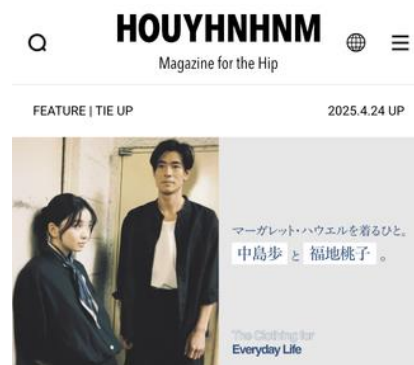 HOUYHNHNM
Magazine for the Hip
FEATURE | TIE UP
2025.4.24 UP
マーガレット・ハウエルを着るひと。
中島歩 と 福地桃子 。
The Clothing for
Everyday Life